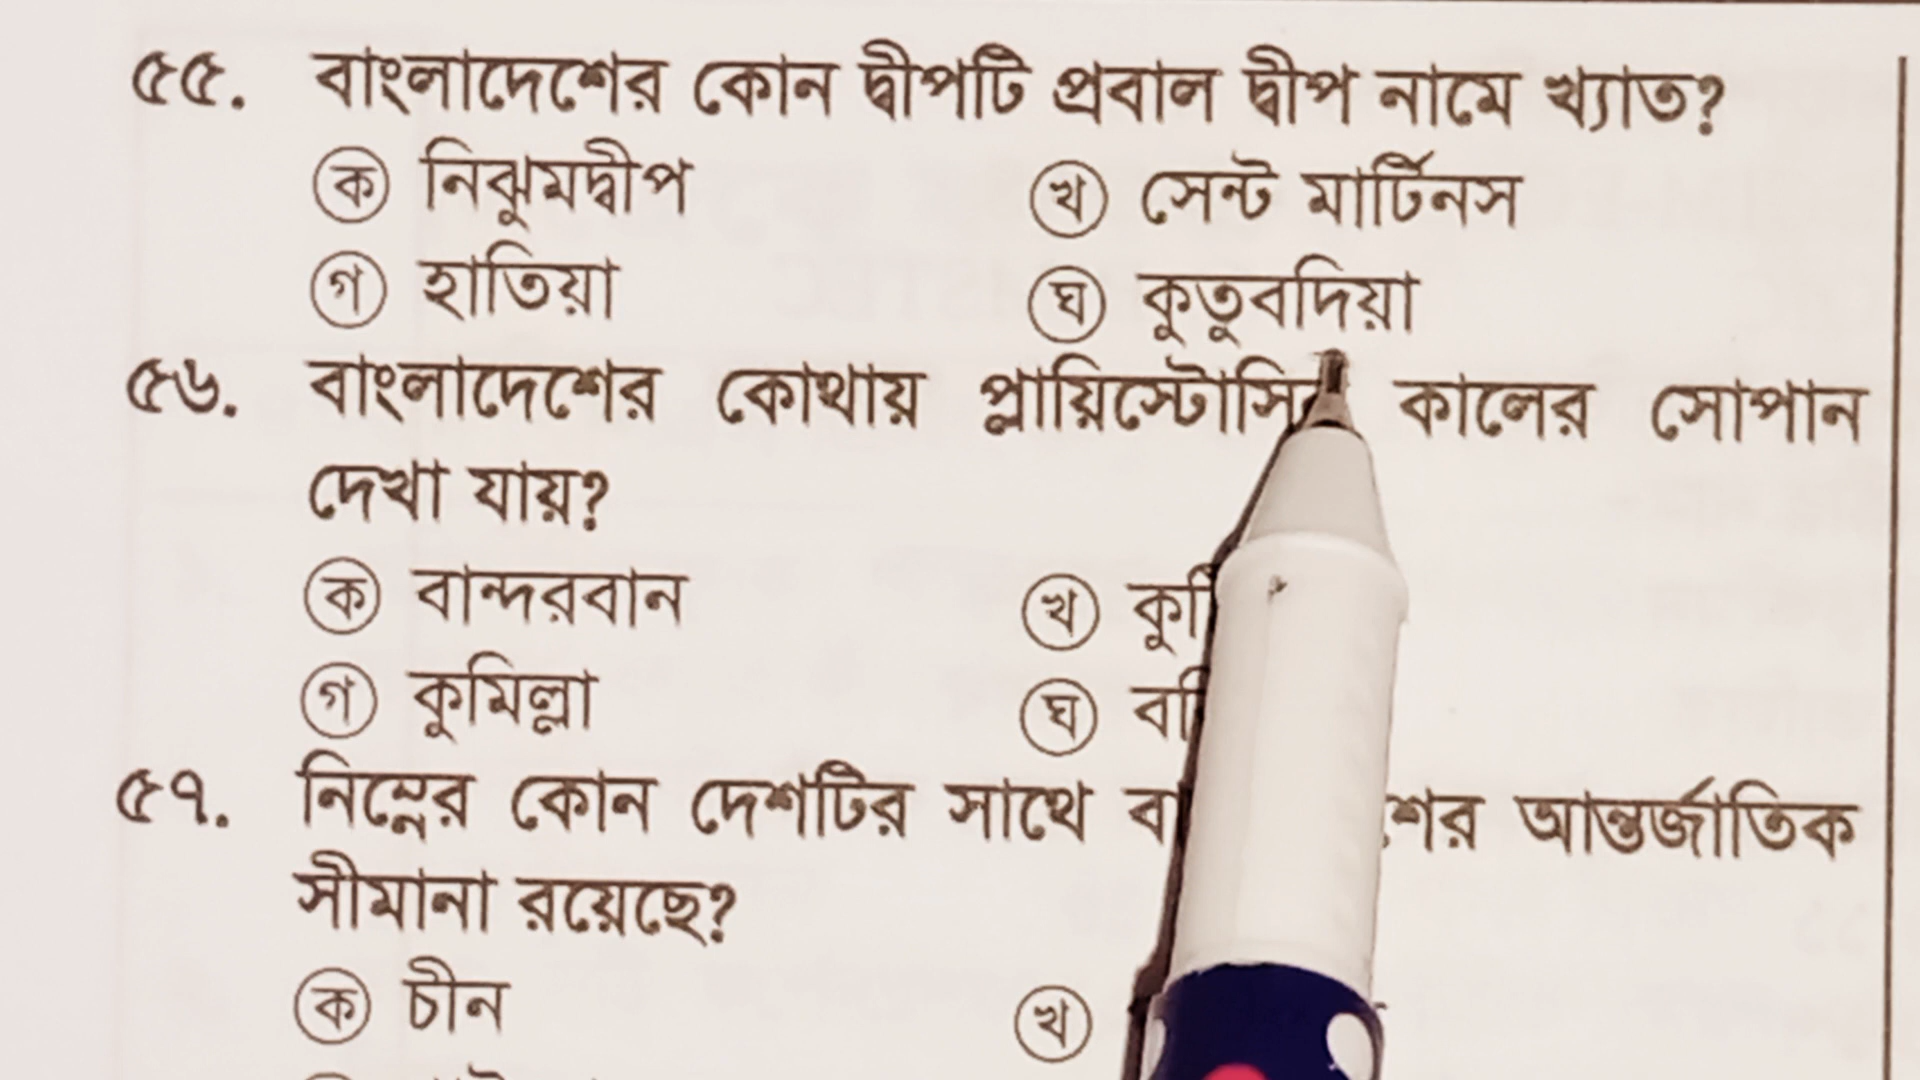 ৫৫. বাংলাদেশের কোন দ্বীপটি প্রবাল দ্বীপ নামে খ্যাত?
ক নিঝুমদ্বীপ খ সেন্ট মার্টিনস
গ হাতিয়া ঘ কুতুবদিয়া
৫৬. বাংলাদেশের কোথায় কালের সোপান
দেখা যায়?
ক বান্দরবান খ
গ কুমিল্লা ঘ
৫৭. নিম্নের কোন দেশটির সাথে আন্তর্জাতিক
সীমানা রয়েছে?
ক চীন খ